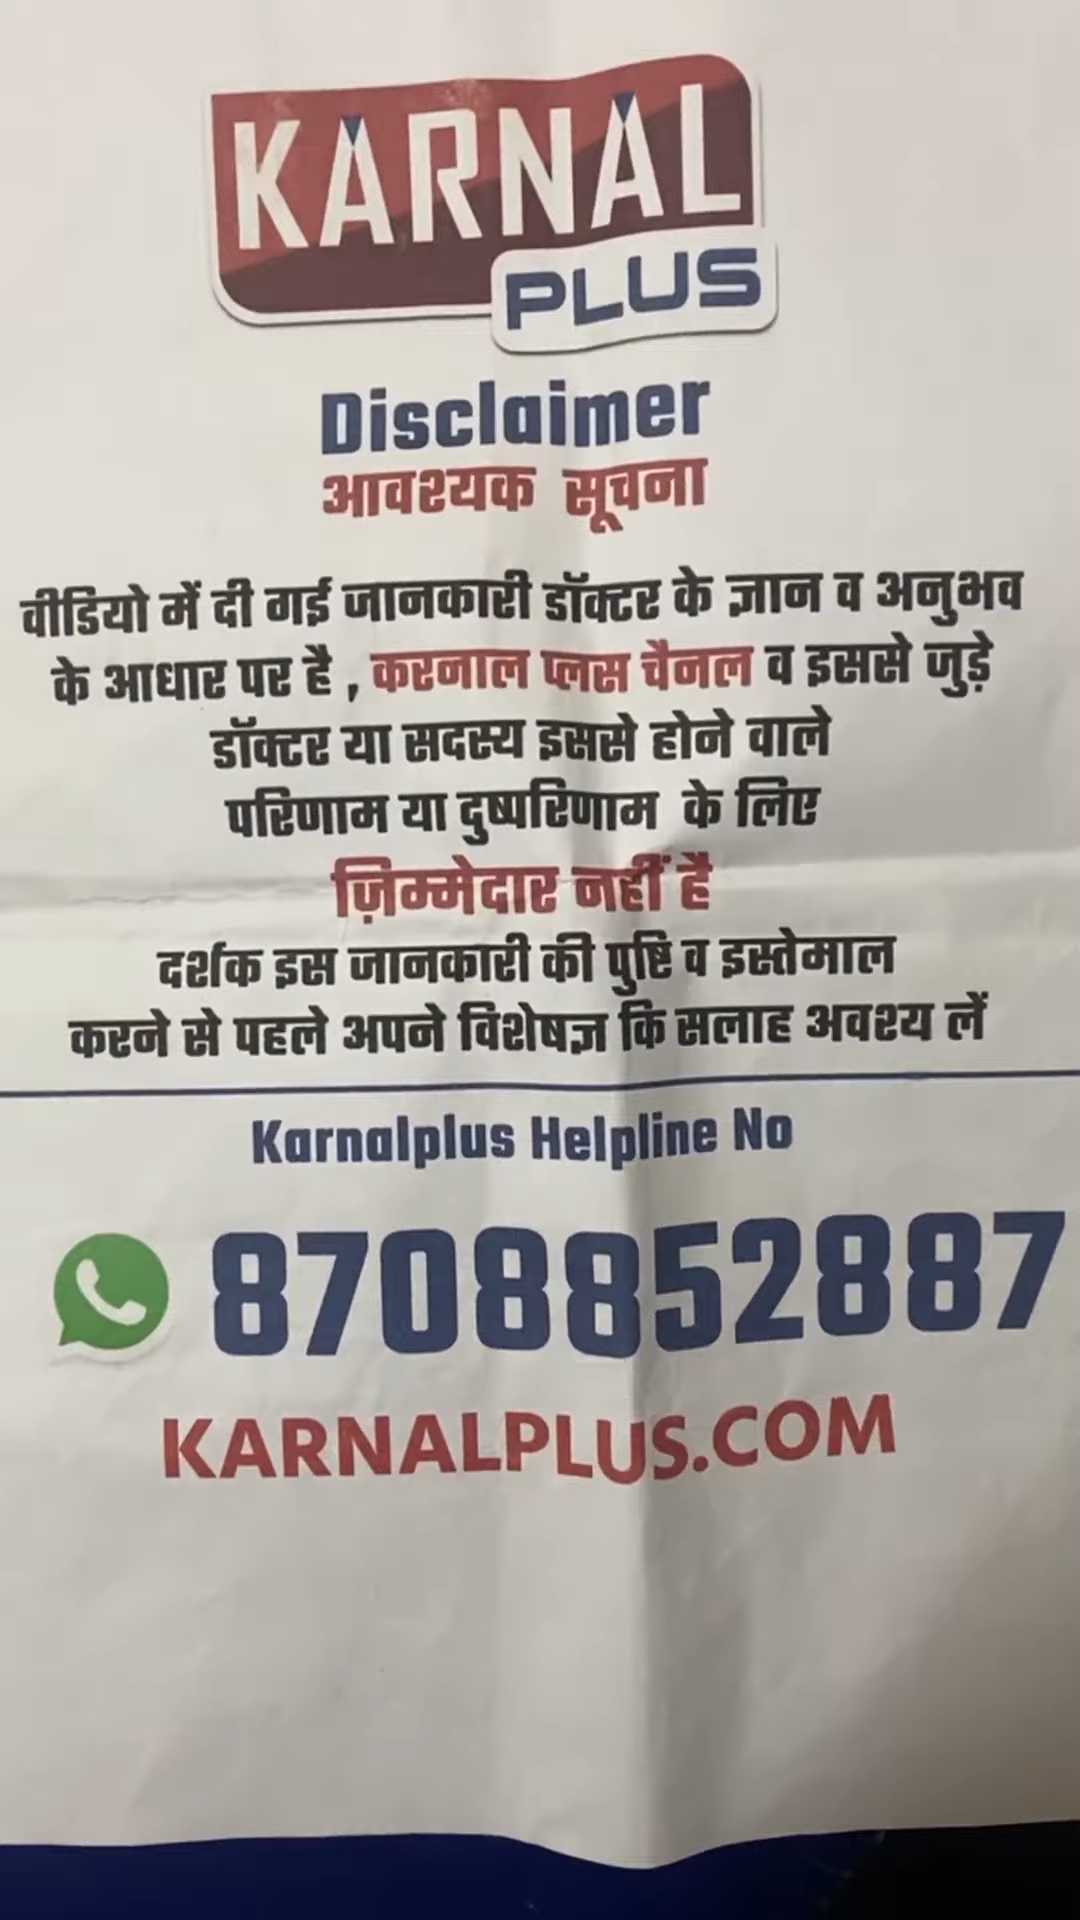 KARNAL
PLUS
Disclaimer
आवश्यक सूचना
वीडियो में दी गई जानकारी डॉक्टर के ज्ञान व अनुभव
के आधार पर है , करनाल प्लस चैनल व इससे जुड़े
डॉक्टर या सदस्य इससे होने वाले
परिणाम या दुष्परिणाम के लिए
ज़िम्मेदार नहीं है
दर्शक इस जानकारी की पुष्टि व इस्तेमाल
करने से पहले अपने विशेषज्ञ कि सलाह अवश्य लें
Karnalplus Helpline No
8708852887
KARNALPLUS.COM